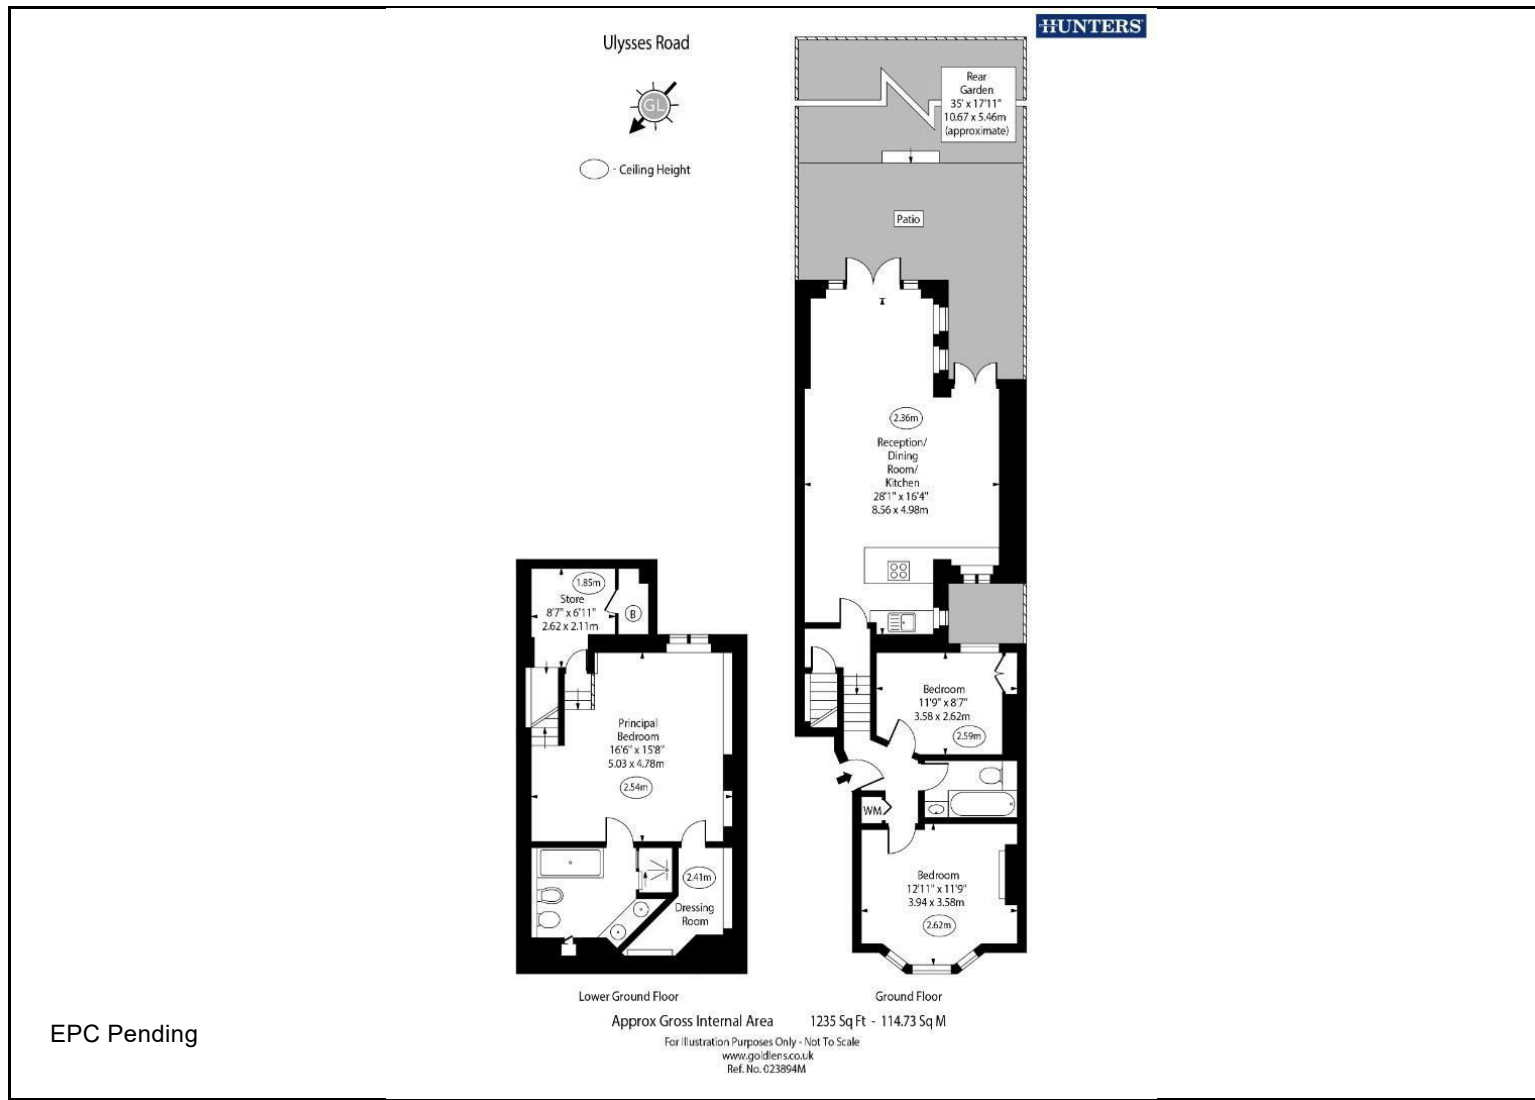 HUNTERS
Ulysses Road
GL
- Ceiling Height
Rear
Garden
35' x 17'11"
10.67 x 5.46m
(approximate)
Patio
2.36m
Reception/
Dining
Room/
Kitchen
28'1" x 16'4"
8.56 x 4.98m
1.85m
Store
8'7" x 6'11"
2.62 x 2.11m
B
Principal
Bedroom
16'6" x 15'8"
5.03 x 4.78m
2.54m
2.41m
Dressing
Room
Bedroom
11'9" x 8'7"
3.58 x 2.62m
2.59m
WM
Bedroom
12'11" x 11'9"
3.94 x 3.58m
2.62m
Lower Ground Floor
Ground Floor
Approx Gross Internal Area 1235 Sq Ft - 114.73 Sq M
For Illustration Purposes Only - Not To Scale
www.goldlens.co.uk
Ref. No. 023894M
EPC Pending